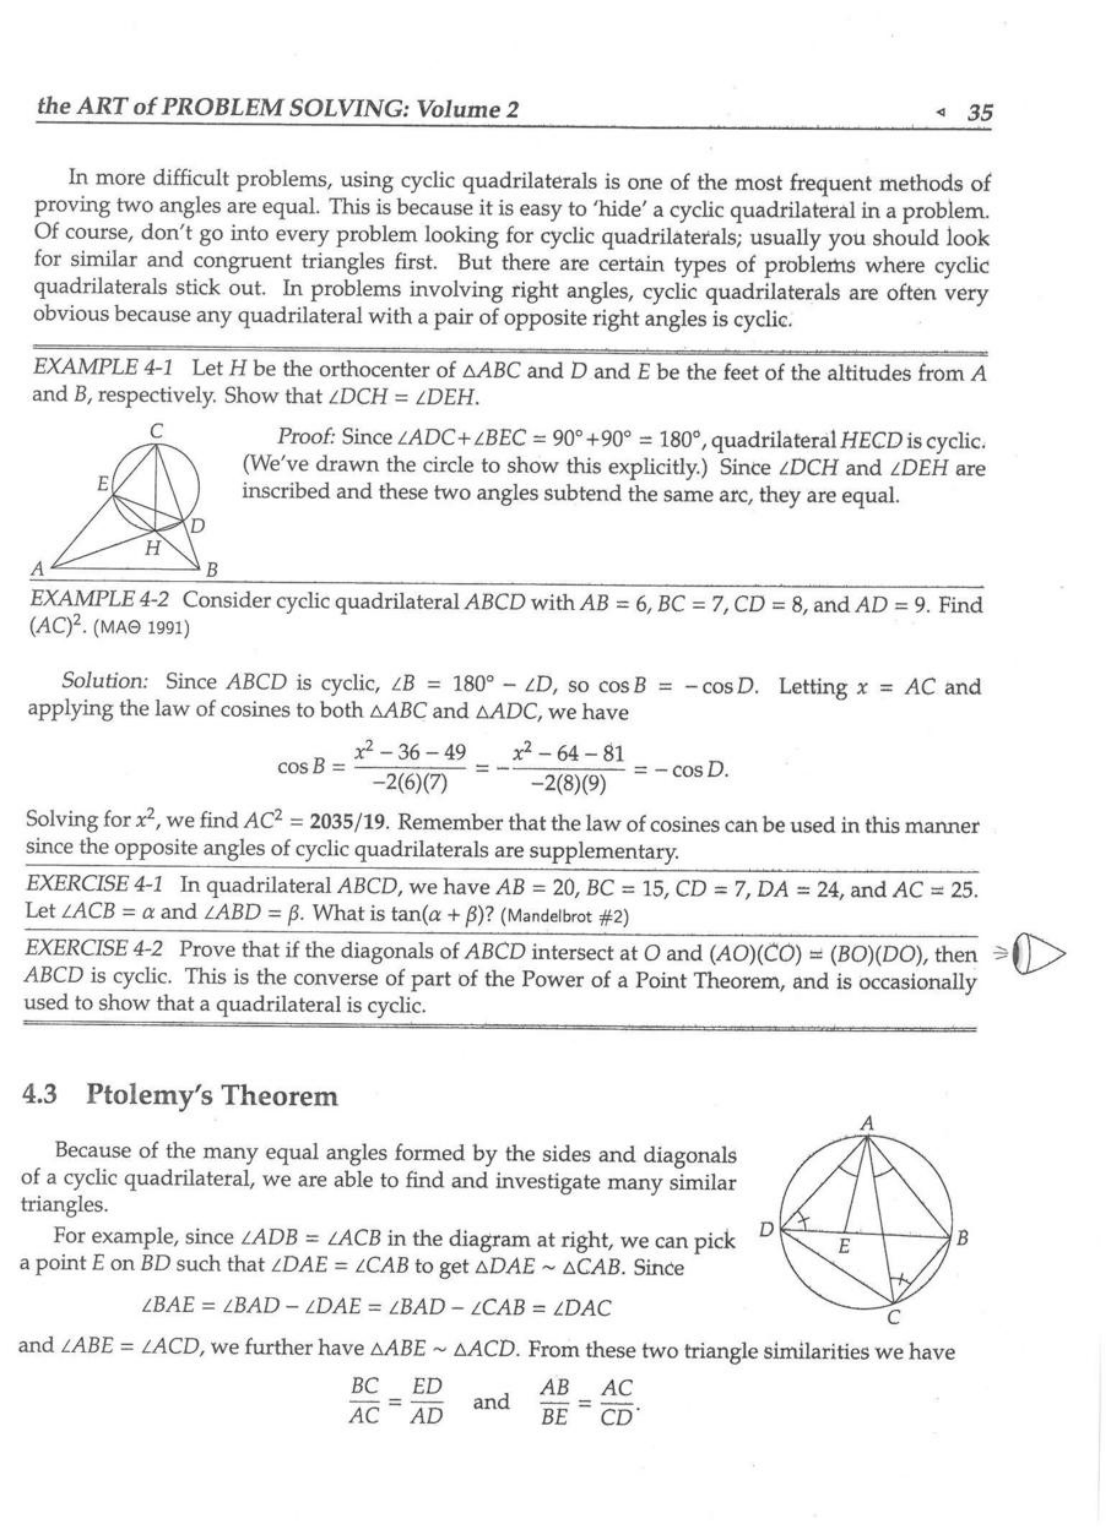 the ART of PROBLEM SOLVING: Volume 2 ◃ 35
In more difficult problems, using cyclic quadrilaterals is one of the most frequent methods of
proving two angles are equal. This is because it is easy to 'hide' a cyclic quadrilateral in a problem.
Of course, don't go into every problem looking for cyclic quadrilaterals; usually you should look
for similar and congruent triangles first. But there are certain types of problems where cyclic
quadrilaterals stick out. In problems involving right angles, cyclic quadrilaterals are often very
obvious because any quadrilateral with a pair of opposite right angles is cyclic.
EXAMPLE 4-1 Let H be the orthocenter of △ABC and D and E be the feet of the altitudes from A
and B, respectively. Show that ∠DCH = ∠DEH.
C
E
D
H
A
B
Proof: Since ∠ADC+∠BEC = 90°+90° = 180°, quadrilateral HECD is cyclic.
(We've drawn the circle to show this explicitly.) Since ∠DCH and ∠DEH are
inscribed and these two angles subtend the same arc, they are equal.
EXAMPLE 4-2 Consider cyclic quadrilateral ABCD with AB = 6, BC = 7, CD = 8, and AD = 9. Find
(AC)². (MAΘ 1991)
Solution: Since ABCD is cyclic, ∠B = 180° − ∠D, so cos B = − cos D. Letting x = AC and
applying the law of cosines to both △ABC and △ADC, we have
cos B = (x² − 36 − 49)/(−2(6)(7)) = −(x² − 64 − 81)/(−2(8)(9)) = − cos D.
Solving for x², we find AC² = 2035/19. Remember that the law of cosines can be used in this manner
since the opposite angles of cyclic quadrilaterals are supplementary.
EXERCISE 4-1 In quadrilateral ABCD, we have AB = 20, BC = 15, CD = 7, DA = 24, and AC = 25.
Let ∠ACB = α and ∠ABD = β. What is tan(α + β)? (Mandelbrot #2)
EXERCISE 4-2 Prove that if the diagonals of ABCD intersect at O and (AO)(CO) = (BO)(DO), then
ABCD is cyclic. This is the converse of part of the Power of a Point Theorem, and is occasionally
used to show that a quadrilateral is cyclic.
4.3 Ptolemy's Theorem
Because of the many equal angles formed by the sides and diagonals
of a cyclic quadrilateral, we are able to find and investigate many similar
triangles.
For example, since ∠ADB = ∠ACB in the diagram at right, we can pick
a point E on BD such that ∠DAE = ∠CAB to get △DAE ~ △CAB. Since
A
D
E
B
C
∠BAE = ∠BAD − ∠DAE = ∠BAD − ∠CAB = ∠DAC
and ∠ABE = ∠ACD, we further have △ABE ~ △ACD. From these two triangle similarities we have
BC/AC = ED/AD and AB/BE = AC/CD.